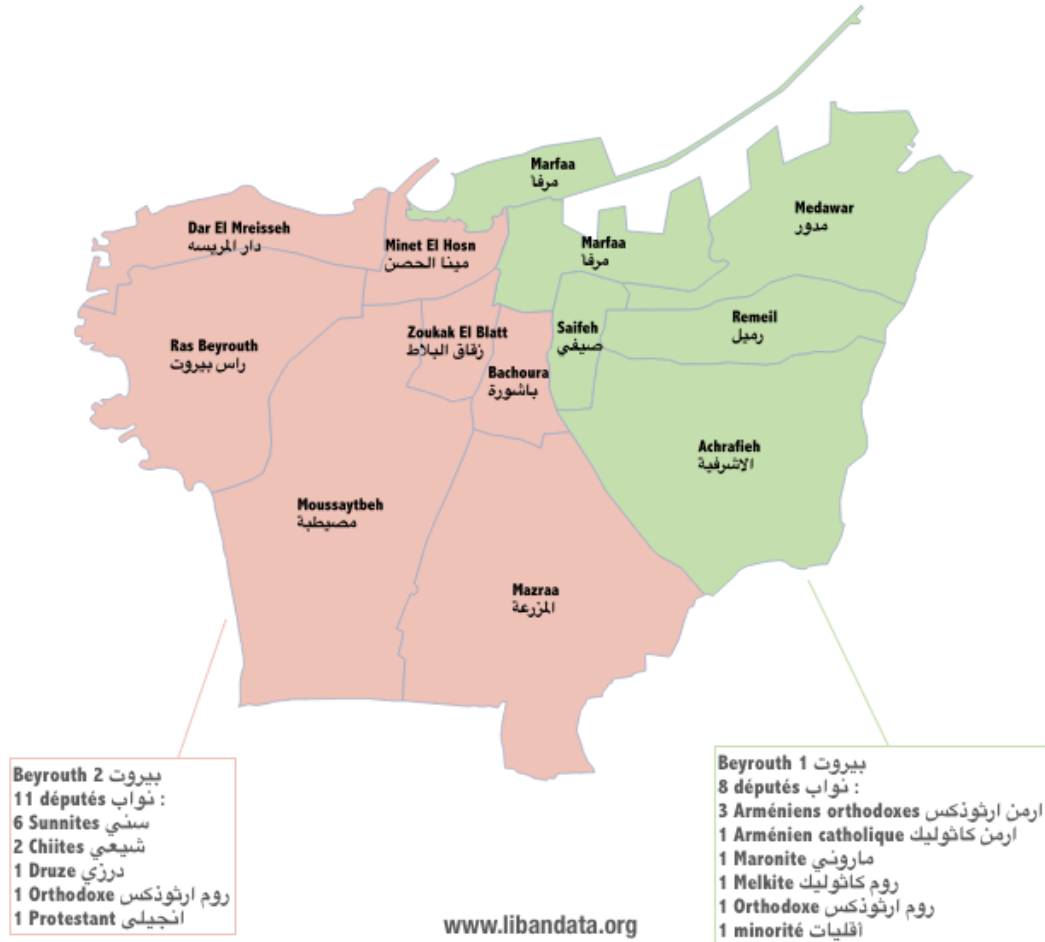 Marfaa
مرفأ
Medawar
مدور
Dar El Mreisseh
دار المريسه
Minet El Hosn
مينا الحصن
Marfaa
مرفأ
Remeil
رميل
Saifeh
صيفي
Zoukak El Blatt
زقاق البلاط
Ras Beyrouth
راس بيروت
Bachoura
باشورة
Achrafieh
الاشرفية
Moussaytbeh
مصيطبة
Mazraa
المزرعة
Beyrouth 2 بيروت
11 députés نواب :
6 Sunnites سني
2 Chiites شيعي
1 Druze درزي
1 Orthodoxe روم ارثوذكس
1 Protestant انجيلي
Beyrouth 1 بيروت
8 députés نواب :
3 Arméniens orthodoxes ارمن ارثوذكس
1 Arménien catholique ارمن كاثوليك
1 Maronite ماروني
1 Melkite روم كاثوليك
1 Orthodoxe روم ارثوذكس
1 minorité أقليات
www.libandata.org